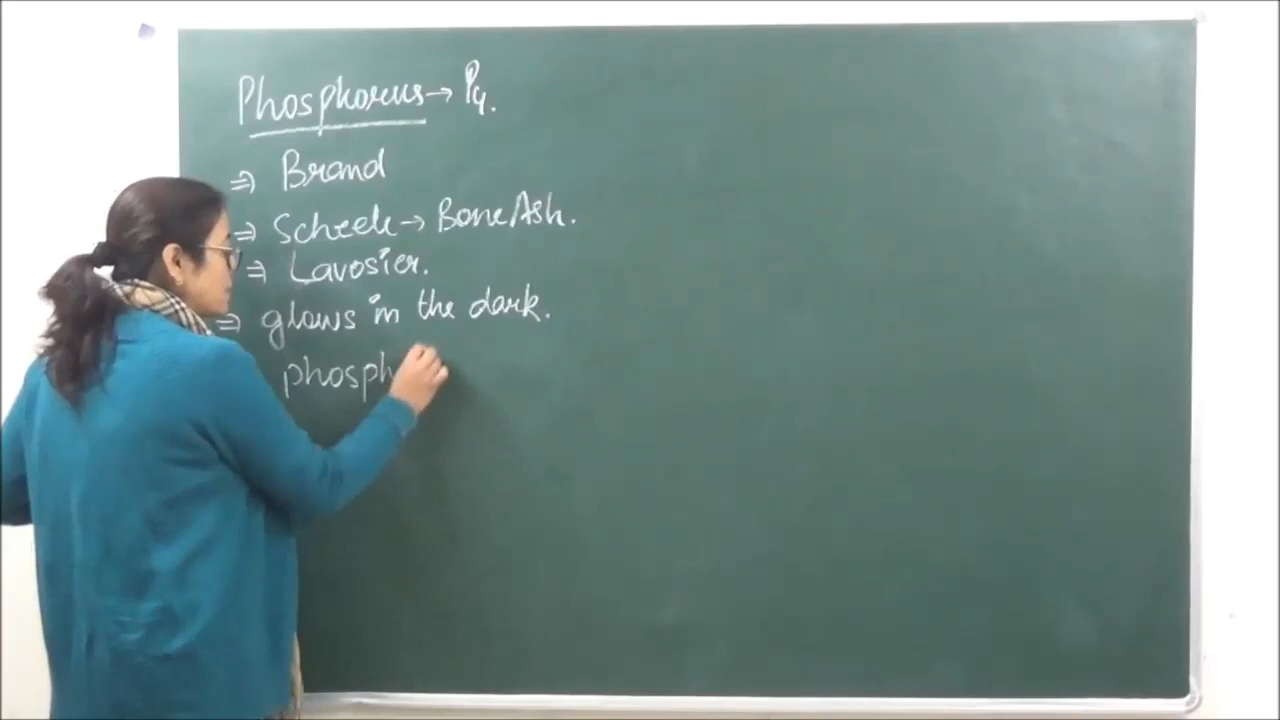 Phosphorus → P4.
⇒ Brand
⇒ Scheele → Bone Ash.
⇒ Lavosier.
⇒ glows in the dark.
phosph